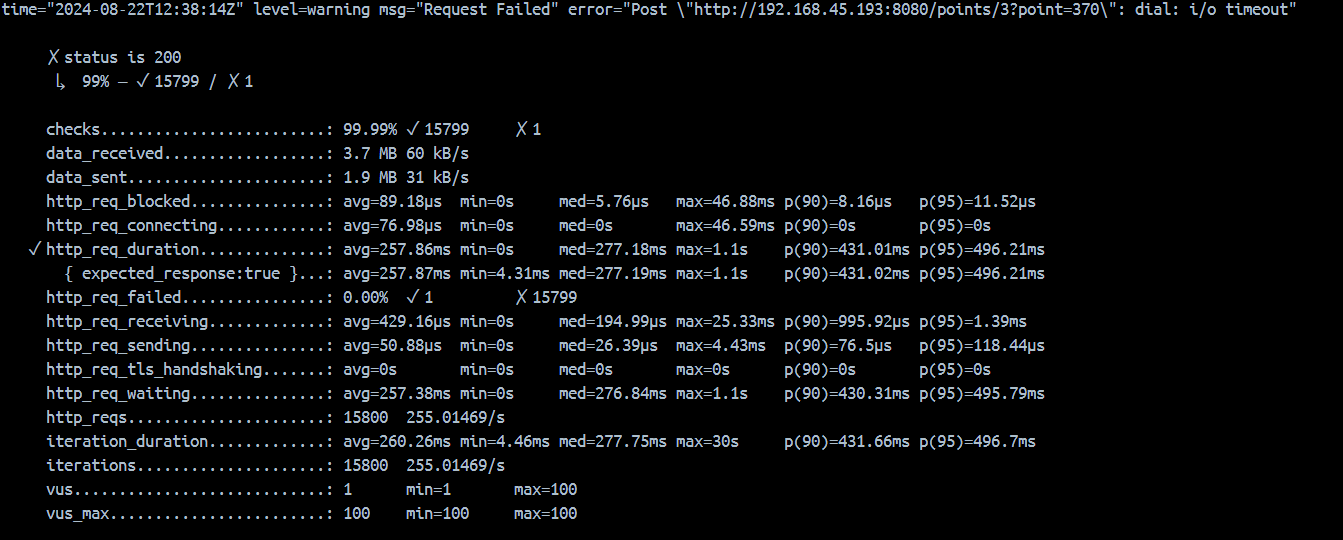 time="2024-08-22T12:38:14Z" level=warning msg="Request Failed" error="Post \"http://192.168.45.193:8080/points/3?point=370\": dial: i/o timeout"
✗ status is 200
↳  99% — ✓ 15799 / ✗ 1
checks.........................: 99.99% ✓ 15799     ✗ 1
data_received..................: 3.7 MB 60 kB/s
data_sent......................: 1.9 MB 31 kB/s
http_req_blocked...............: avg=89.18µs  min=0s     med=5.76µs   max=46.88ms p(90)=8.16µs   p(95)=11.52µs
http_req_connecting............: avg=76.98µs  min=0s     med=0s       max=46.59ms p(90)=0s       p(95)=0s
✓ http_req_duration..............: avg=257.86ms min=0s     med=277.18ms max=1.1s    p(90)=431.01ms p(95)=496.21ms
{ expected_response:true }...: avg=257.87ms min=4.31ms med=277.19ms max=1.1s    p(90)=431.02ms p(95)=496.21ms
http_req_failed................: 0.00%  ✓ 1         ✗ 15799
http_req_receiving.............: avg=429.16µs min=0s     med=194.99µs max=25.33ms p(90)=995.92µs p(95)=1.39ms
http_req_sending...............: avg=50.88µs  min=0s     med=26.39µs  max=4.43ms  p(90)=76.5µs   p(95)=118.44µs
http_req_tls_handshaking.......: avg=0s       min=0s     med=0s       max=0s      p(90)=0s       p(95)=0s
http_req_waiting...............: avg=257.38ms min=0s     med=276.84ms max=1.1s    p(90)=430.31ms p(95)=495.79ms
http_reqs......................: 15800  255.01469/s
iteration_duration.............: avg=260.26ms min=4.46ms med=277.75ms max=30s     p(90)=431.66ms p(95)=496.7ms
iterations.....................: 15800  255.01469/s
vus............................: 1      min=1       max=100
vus_max........................: 100    min=100     max=100